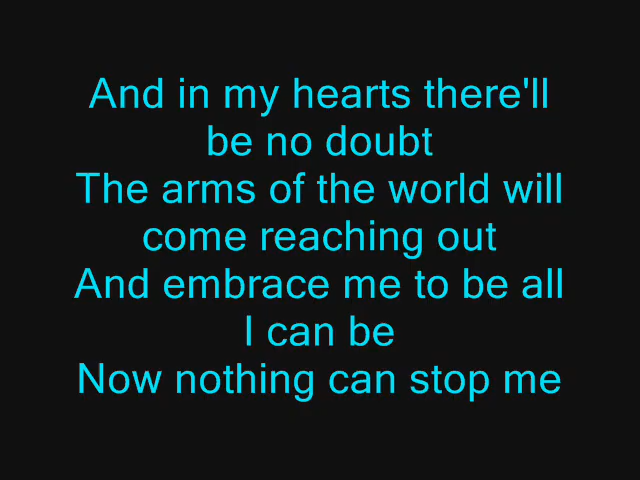 And in my hearts there'll
be no doubt
The arms of the world will
come reaching out
And embrace me to be all
I can be
Now nothing can stop me